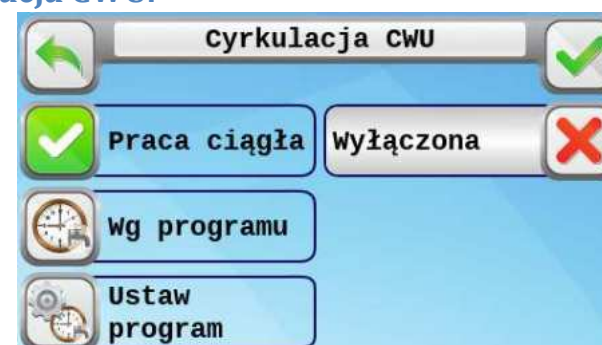 Cyrkulacja CWU
Praca ciągła
Wyłączona
Wg programu
Ustaw
program